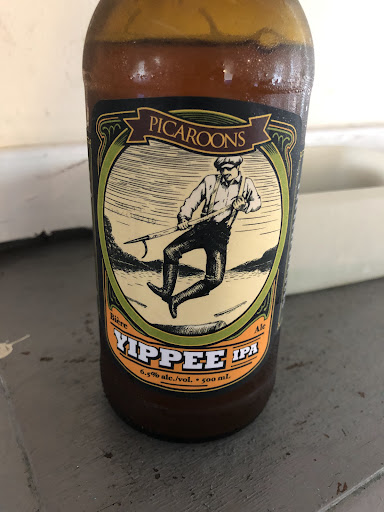 PICAROONS
Bière
Ale
YIPPEE IPA
6.5% alc./vol. • 500 mL